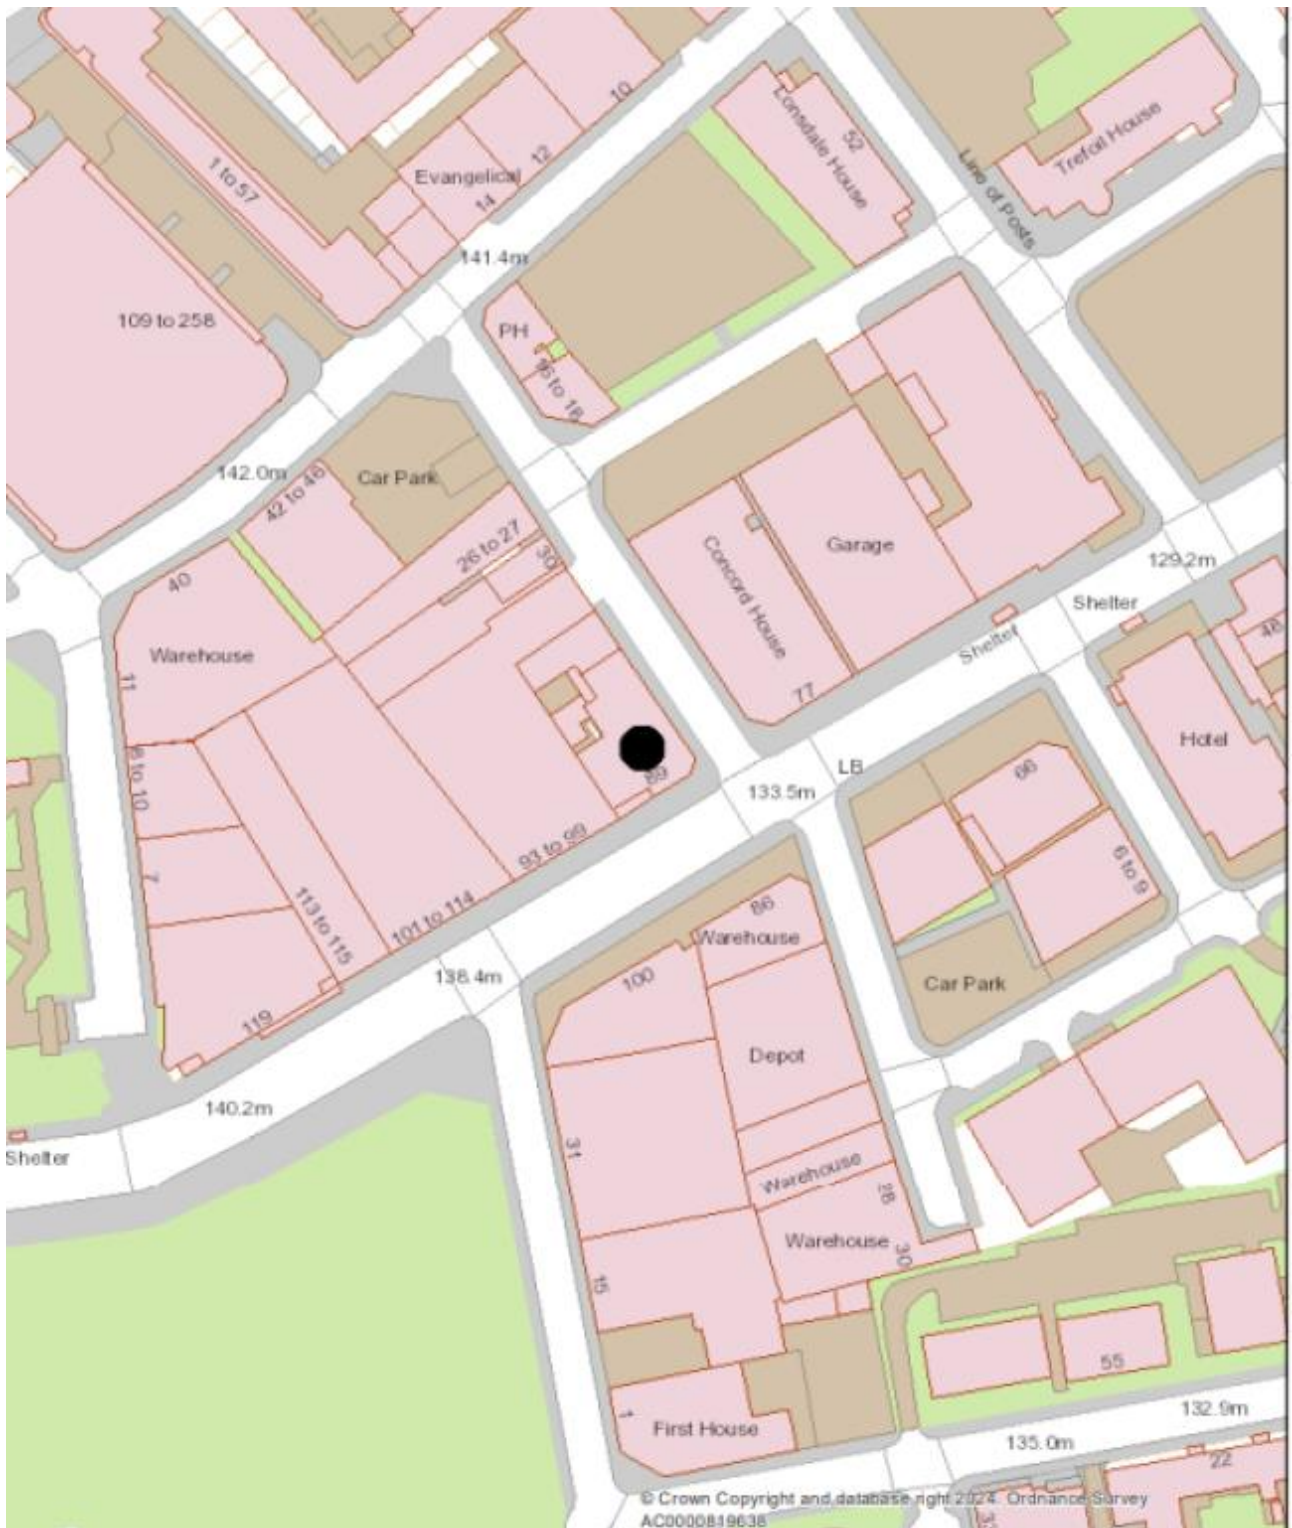 10
52
Lonsdale House
Trefoil House
12
Evangelical
14
1 to 57
Line of Posts
141.4m
109 to 258
PH
16 to 18
142.0m
42 to 46
Car Park
26 to 27
30
Concord House
Garage
129.2m
40
Shelter
Shelter
48
Warehouse
11
77
Hotel
89
LB
133.5m
66
8 to 10
93 to 99
6 to 9
7
113 to 115
101 to 114
86
Warehouse
138.4m
100
Car Park
119
Depot
140.2m
Shelter
31
Warehouse
28
Warehouse
30
15
55
1
First House
132.9m
135.0m
22
© Crown Copyright and database right 2024. Ordnance Survey
AC0000819638